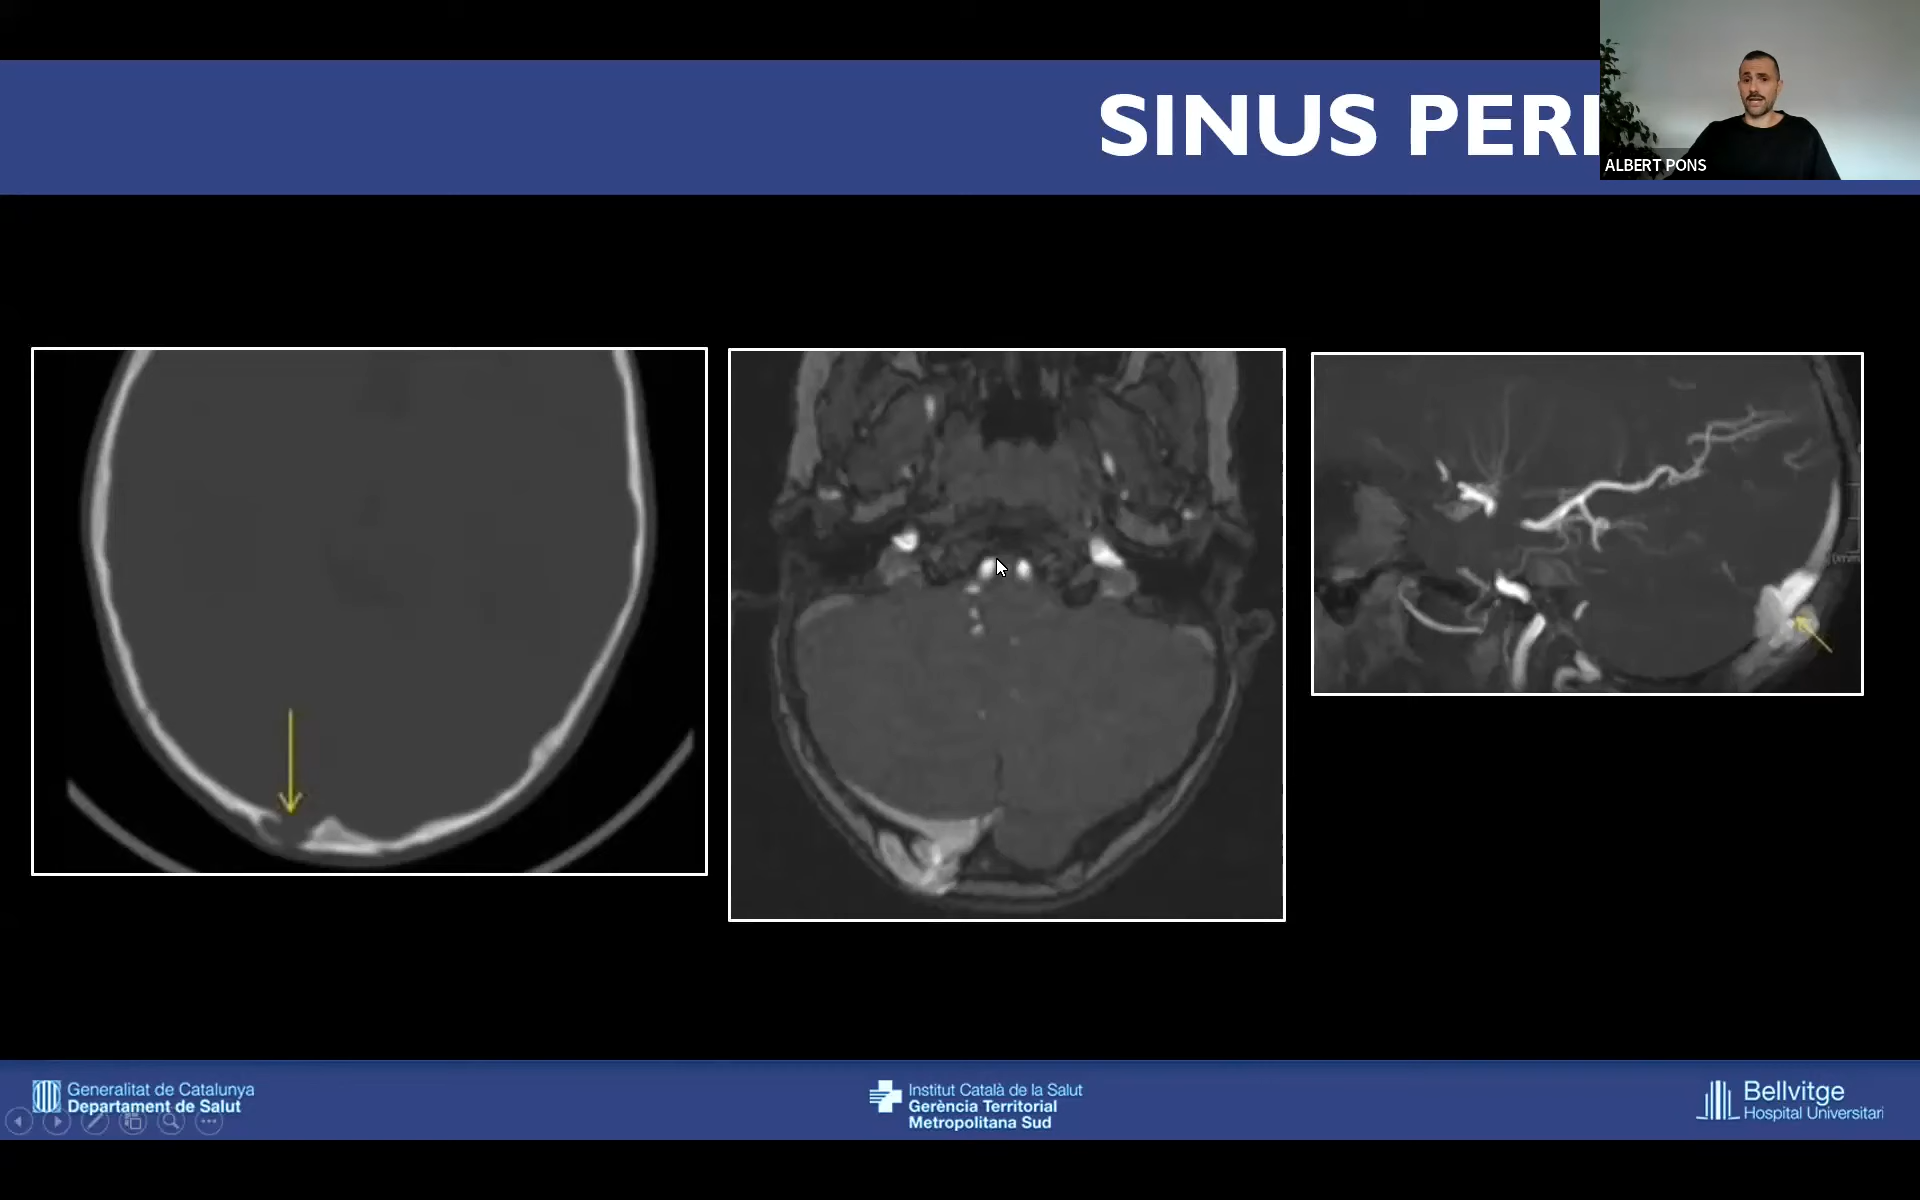 SINUS PERI
ALBERT PONS
Generalitat de Catalunya
Departament de Salut
Institut Català de la Salut
Gerència Territorial
Metropolitana Sud
Bellvitge
Hospital Universitari